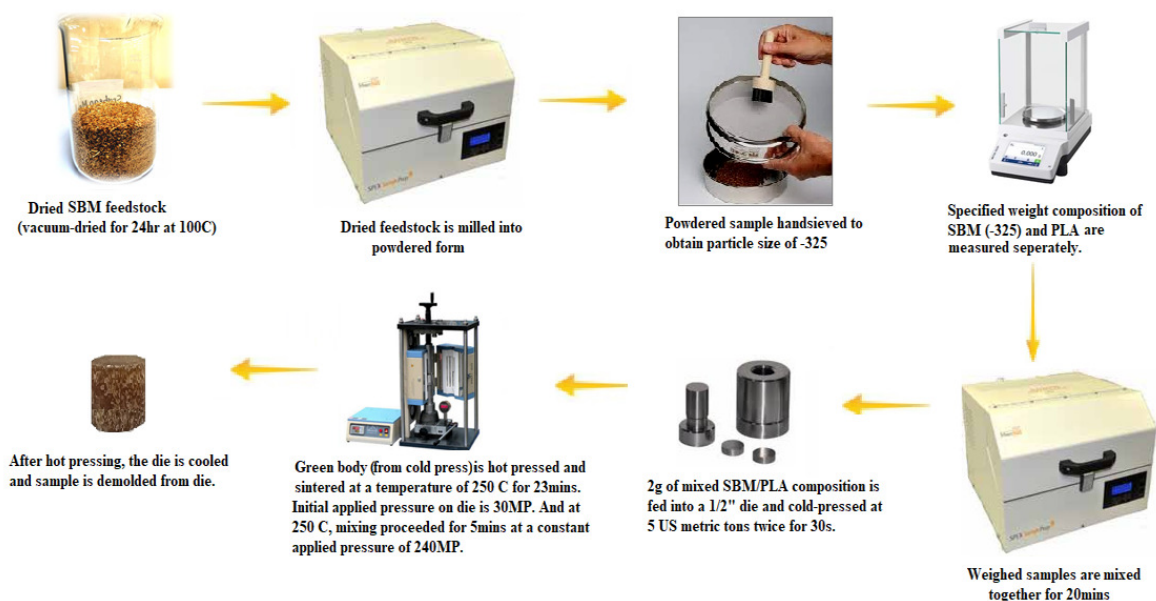 Dried SBM feedstock
(vacuum-dried for 24hr at 100C)
SPEX SamplePrep
Dried feedstock is milled into
powdered form
Powdered sample handsieved to
obtain particle size of -325
Specified weight composition of
SBM (-325) and PLA are
measured seperately.
SPEX SamplePrep
Weighed samples are mixed
together for 20mins
2g of mixed SBM/PLA composition is
fed into a 1/2" die and cold-pressed at
5 US metric tons twice for 30s.
Green body (from cold press)is hot pressed and
sintered at a temperature of 250 C for 23mins.
Initial applied pressure on die is 30MP. And at
250 C, mixing proceeded for 5mins at a constant
applied pressure of 240MP.
After hot pressing, the die is cooled
and sample is demolded from die.